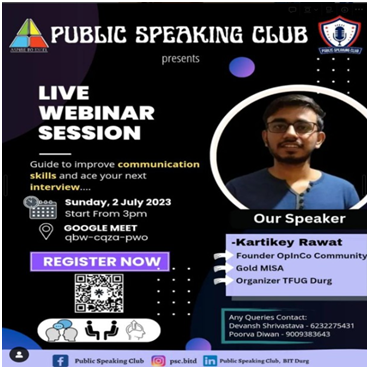 PUBLIC SPEAKING CLUB
presents
LIVE
WEBINAR
SESSION
Guide to improve communication
skills and ace your next
interview....
Sunday, 2 July 2023
Start From 3pm
GOOGLE MEET
qbw-cqza-pwo
REGISTER NOW
Our Speaker
-Kartikey Rawat
Founder OpInCo Community
Gold MlSA
Organizer TFUG Durg
Any Queries Contact:
Devansh Shrivastava - 6232275431
Poorva Diwan - 9009383643
Public Speaking Club
psc.bid
Public Speaking Club, BIT Durg